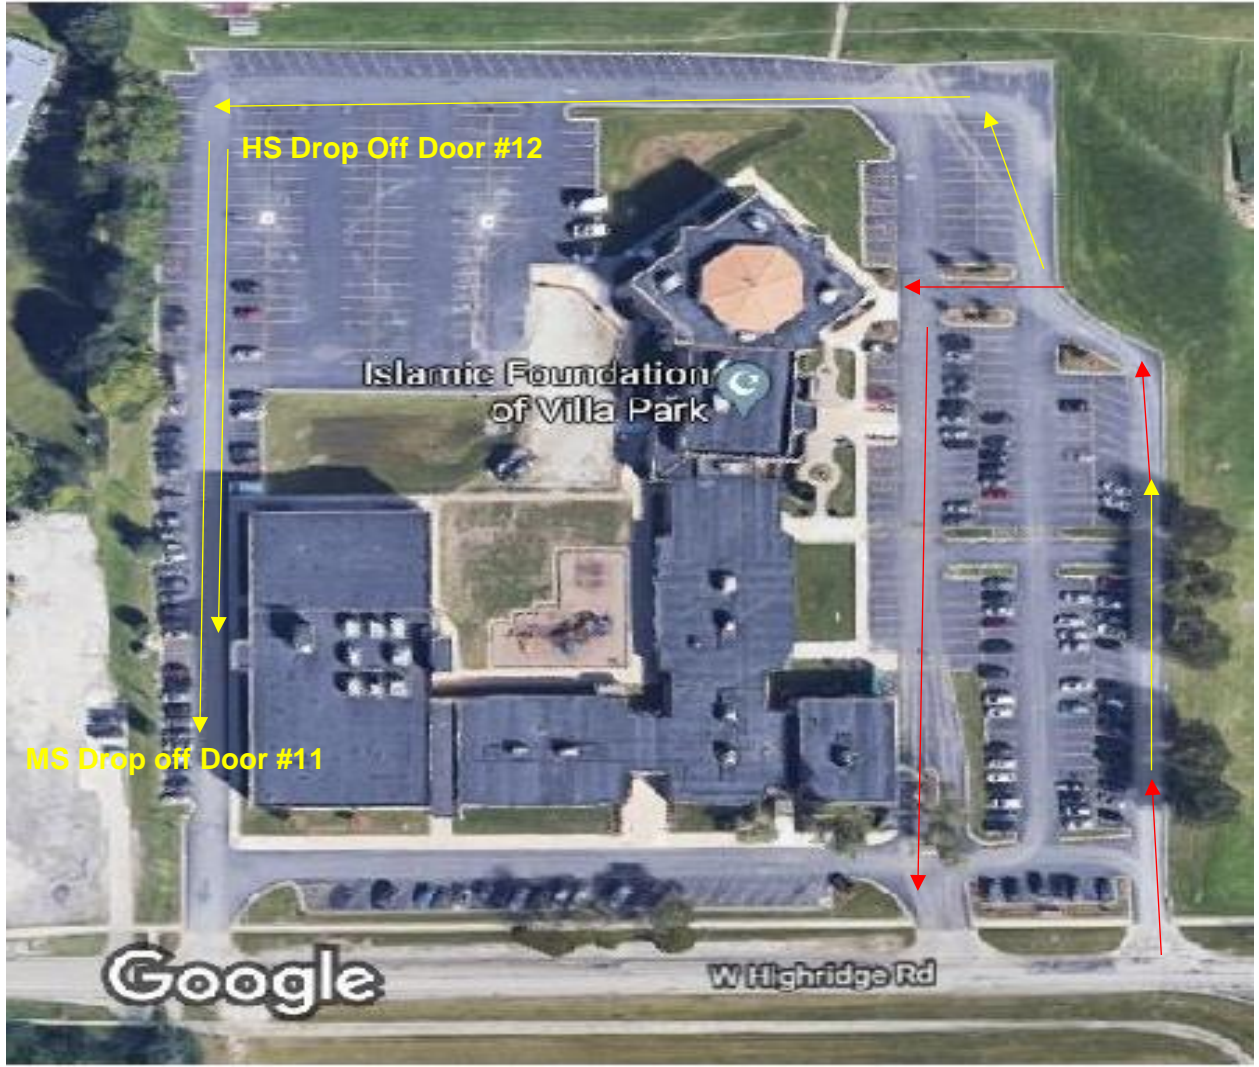 HS Drop Off Door #12
Islamic Foundation
of Villa Park
MS Drop off Door #11
Google
W Highridge Rd